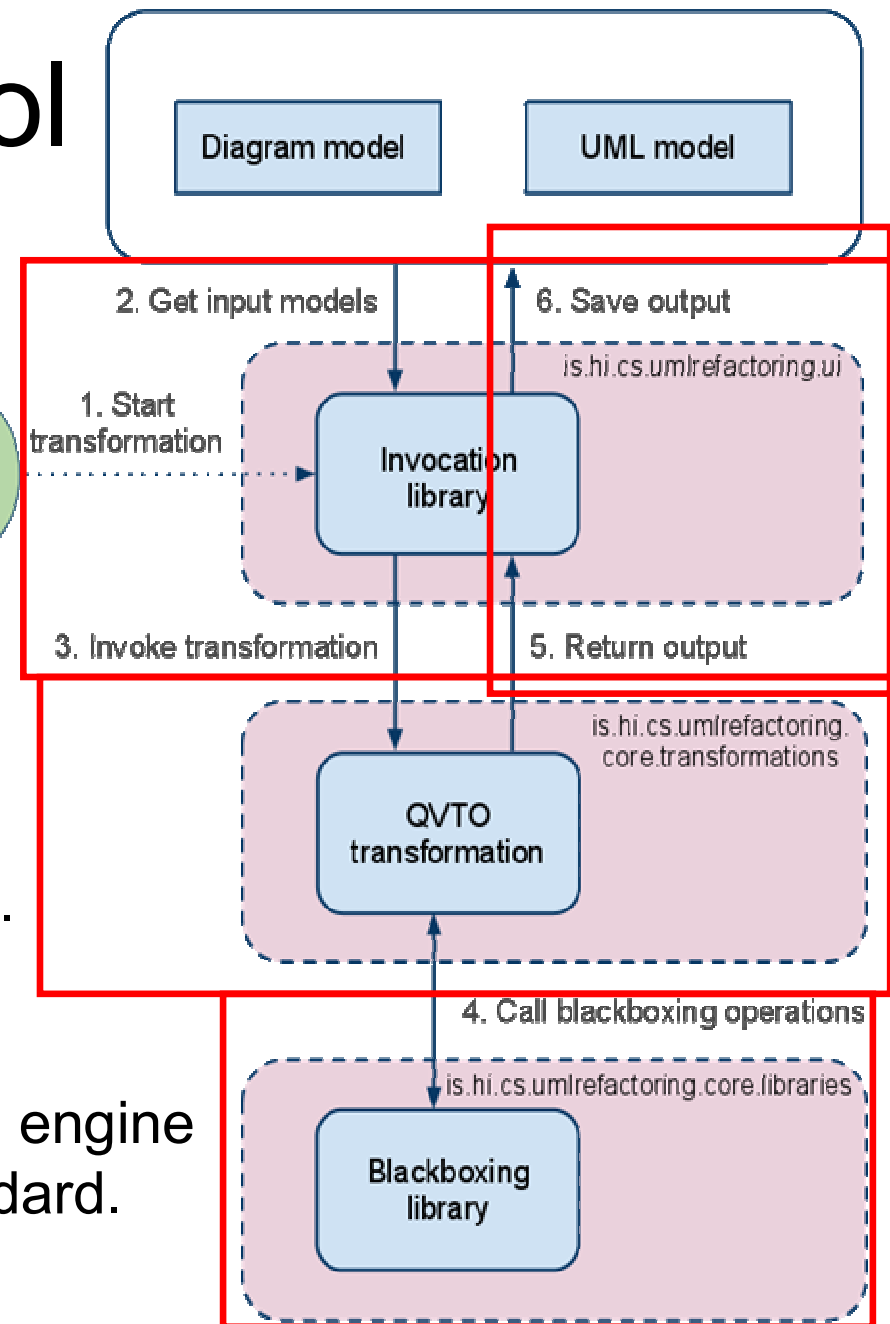 ol
Diagram model
UML model
2. Get input models
6. Save output
is.hi.cs.umlrefactoring.ui
1. Start
transformation
Invocation
library
3. Invoke transformation
5. Return output
is.hi.cs.umlrefactoring.
core.transformations
QVTO
transformation
.
4. Call blackboxing operations
is.hi.cs.umlrefactoring.core.libraries
engine
dard.
Blackboxing
library